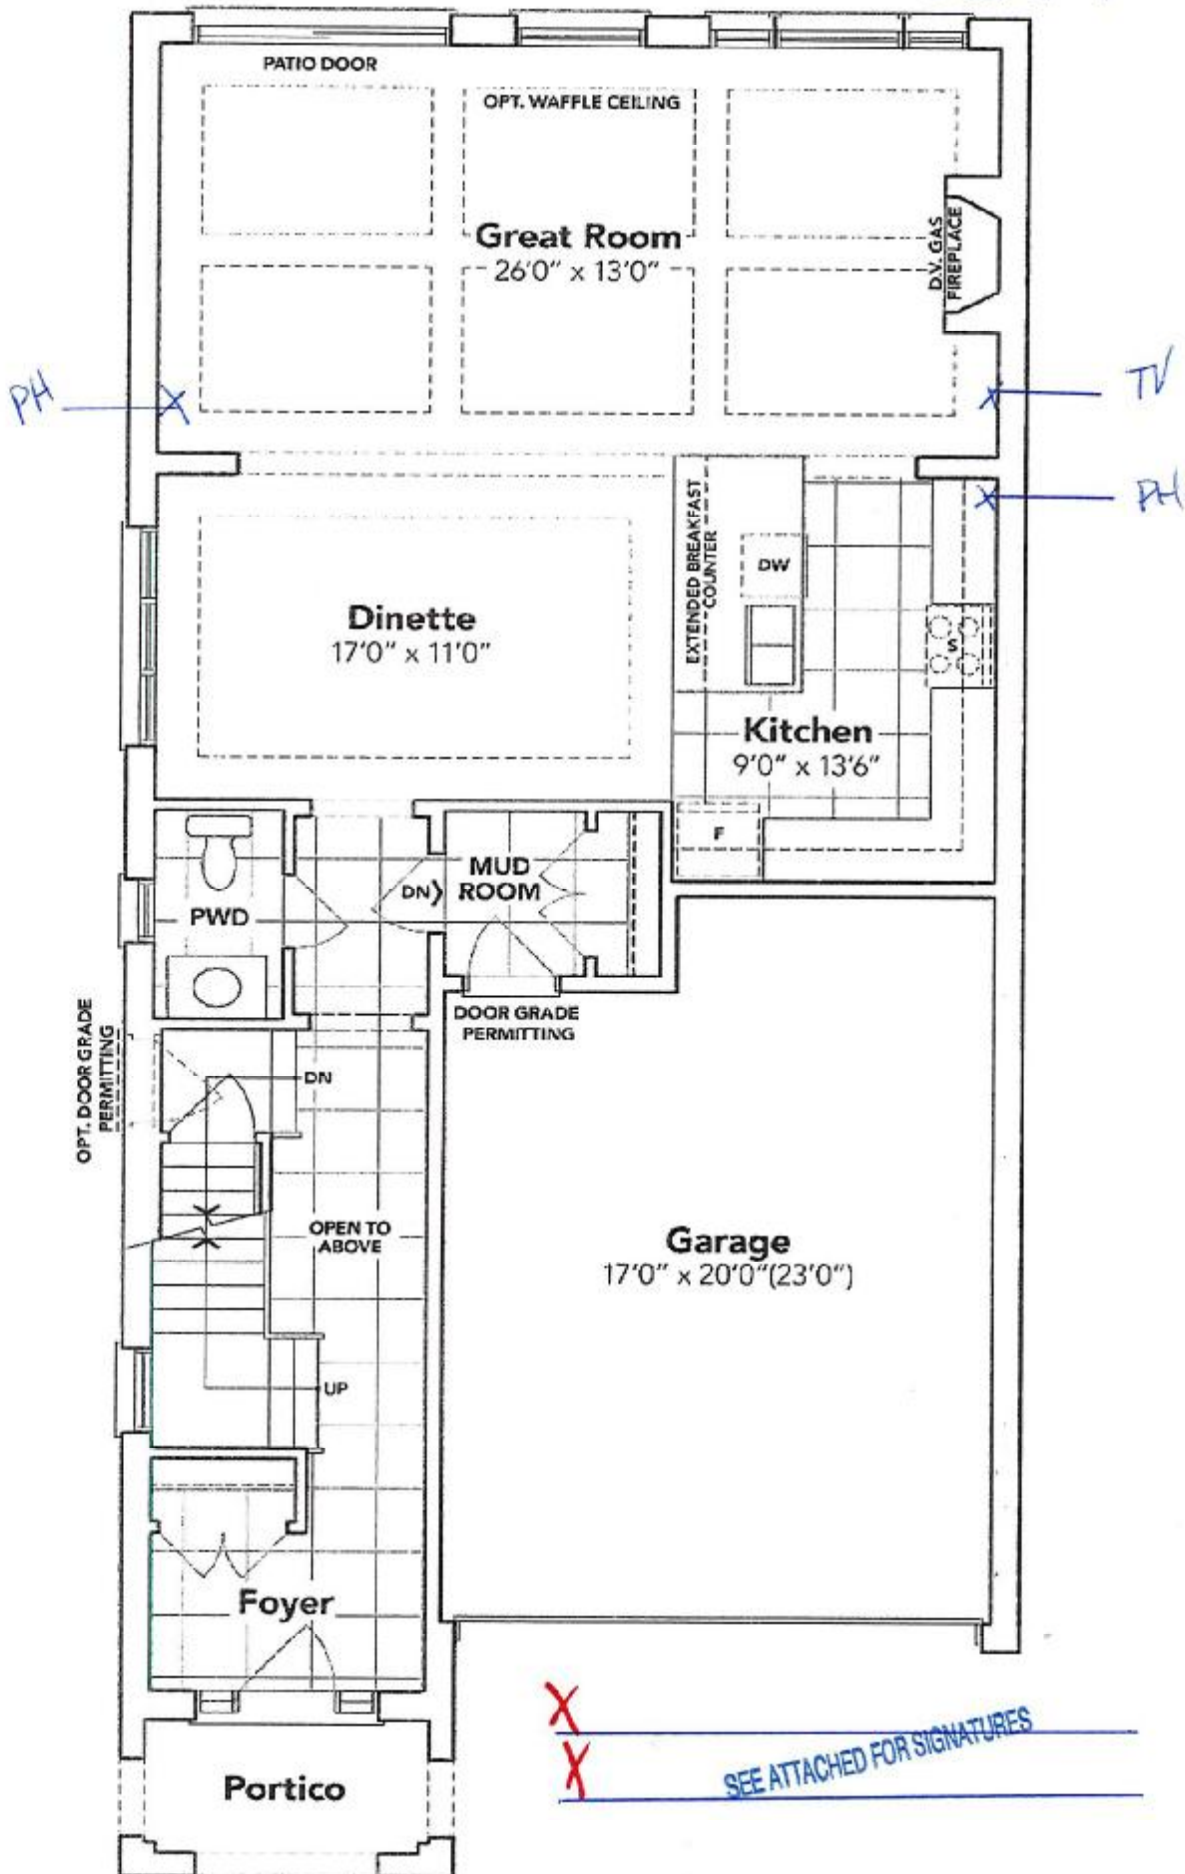 PATIO DOOR
OPT. WAFFLE CEILING
Great Room
26'0" x 13'0"
D.V. GAS
FIREPLACE
PH
TV
PH
EXTENDED BREAKFAST
COUNTER
DW
Dinette
17'0" x 11'0"
S
Kitchen
9'0" x 13'6"
F
MUD
ROOM
DN
PWD
DOOR GRADE
PERMITTING
OPT. DOOR GRADE
PERMITTING
DN
OPEN TO
ABOVE
Garage
17'0" x 20'0"(23'0")
UP
Foyer
X
X
SEE ATTACHED FOR SIGNATURES
Portico